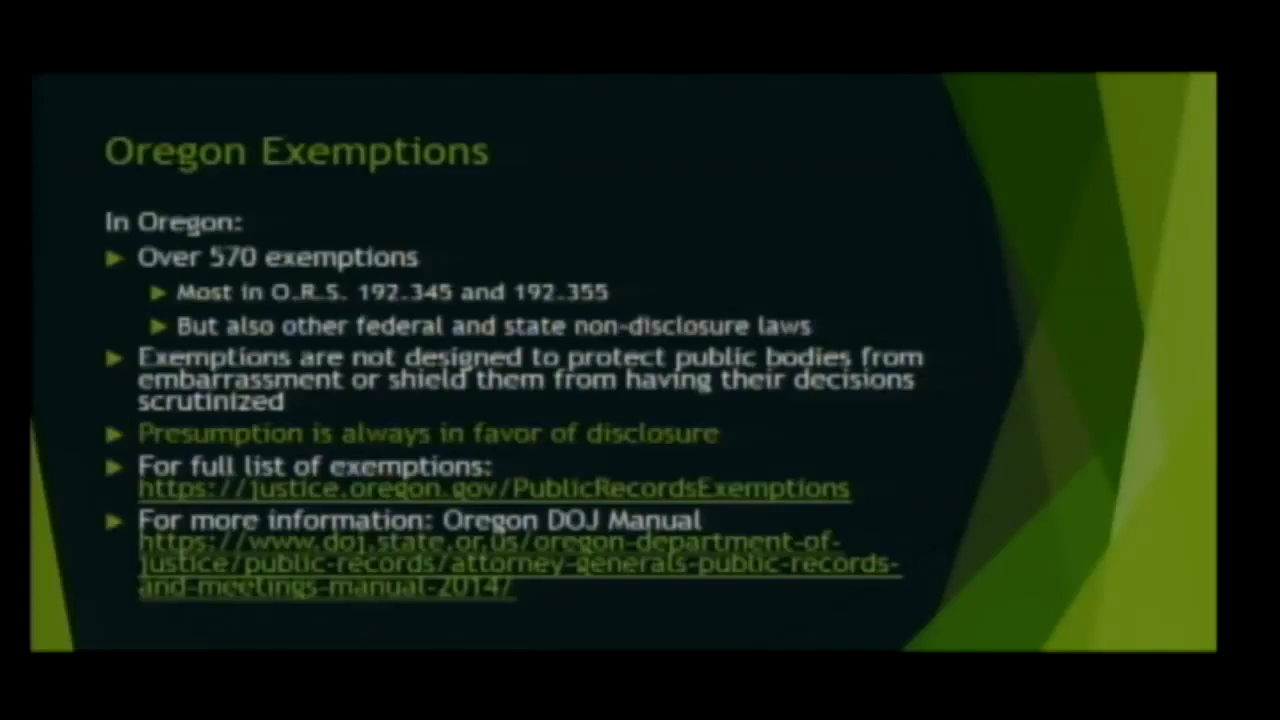 Oregon Exemptions
In Oregon:
Over 570 exemptions
Most in O.R.S. 192.345 and 192.355
But also other federal and state non-disclosure laws
Exemptions are not designed to protect public bodies from
embarrassment or shield them from having their decisions
scrutinized
Presumption is always in favor of disclosure
For full list of exemptions:
https://justice.oregon.gov/PublicRecordsExemptions
For more information: Oregon DOJ Manual
https://www.doj.state.or.us/oregon-department-of-
justice/public-records/attorney-generals-public-records-
and-meetings-manual-2014/